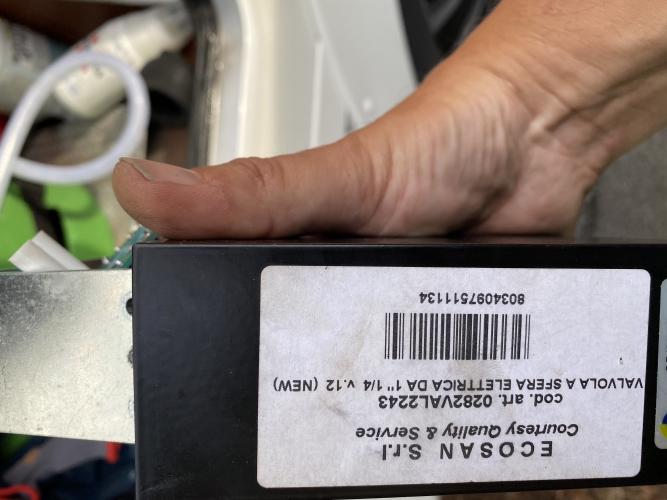 ECOSAN S.r.l
Courtesy Quality & Service
cod. art. 0282VAL2243
VALVOLA A SFERA ELETTRICA DA 1" 1/4 v.12 (NEW)
8034097511134